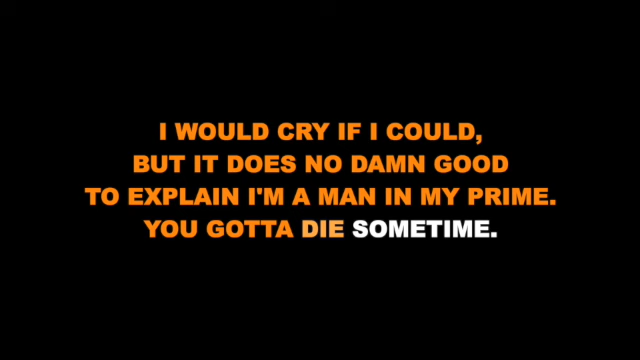 I WOULD CRY IF I COULD,
BUT IT DOES NO DAMN GOOD
TO EXPLAIN I'M A MAN IN MY PRIME.
YOU GOTTA DIE SOMETIME.